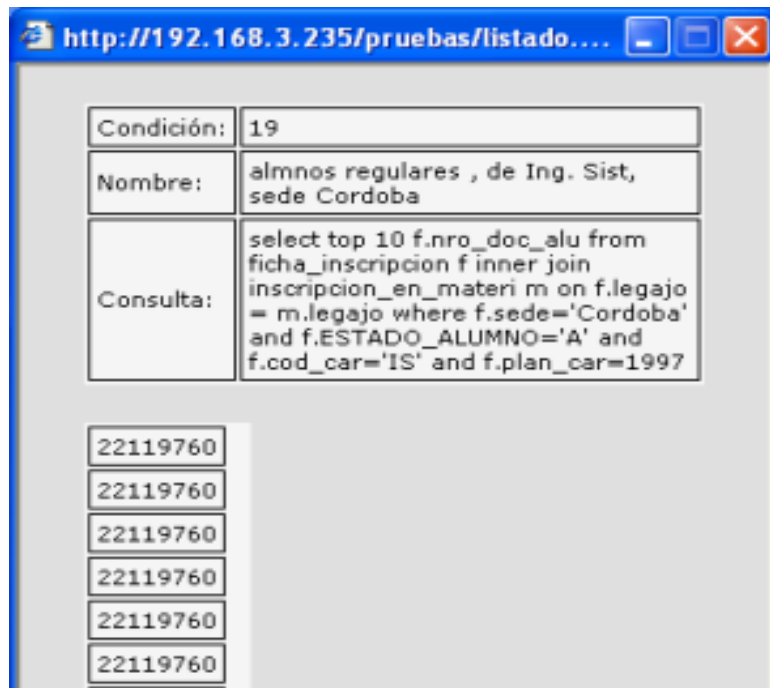 http://192.168.3.235/pruebas/listado....
Condición: 19
Nombre: almnos regulares , de Ing. Sist,
sede Cordoba
Consulta: select top 10 f.nro_doc_alu from
ficha_inscripcion f inner join
inscripcion_en_materi m on f.legajo
= m.legajo where f.sede='Cordoba'
and f.ESTADO_ALUMNO='A' and
f.cod_car='IS' and f.plan_car=1997
22119760
22119760
22119760
22119760
22119760
22119760